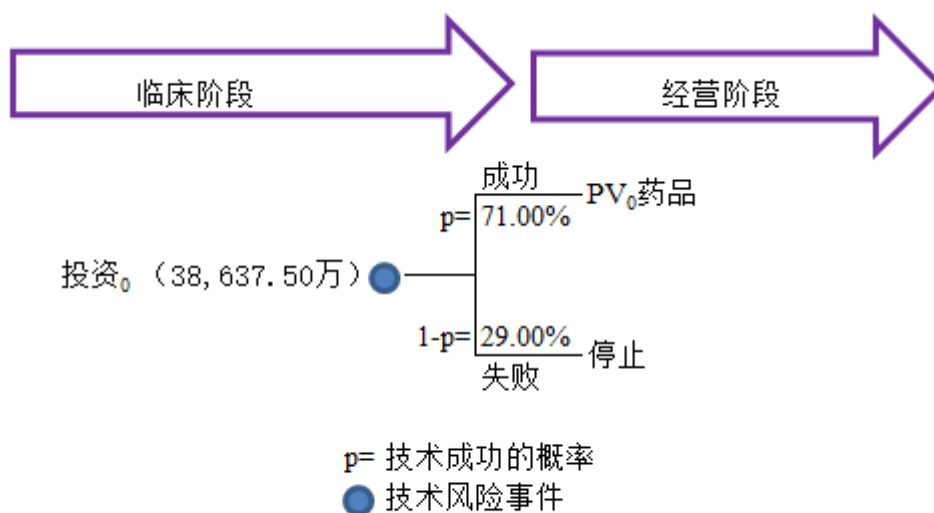 临床阶段
经营阶段
成功
PV₀药品
p= 71.00%
投资₀ （38,637.50万）
1-p= 29.00%
停止
失败
p= 技术成功的概率
技术风险事件